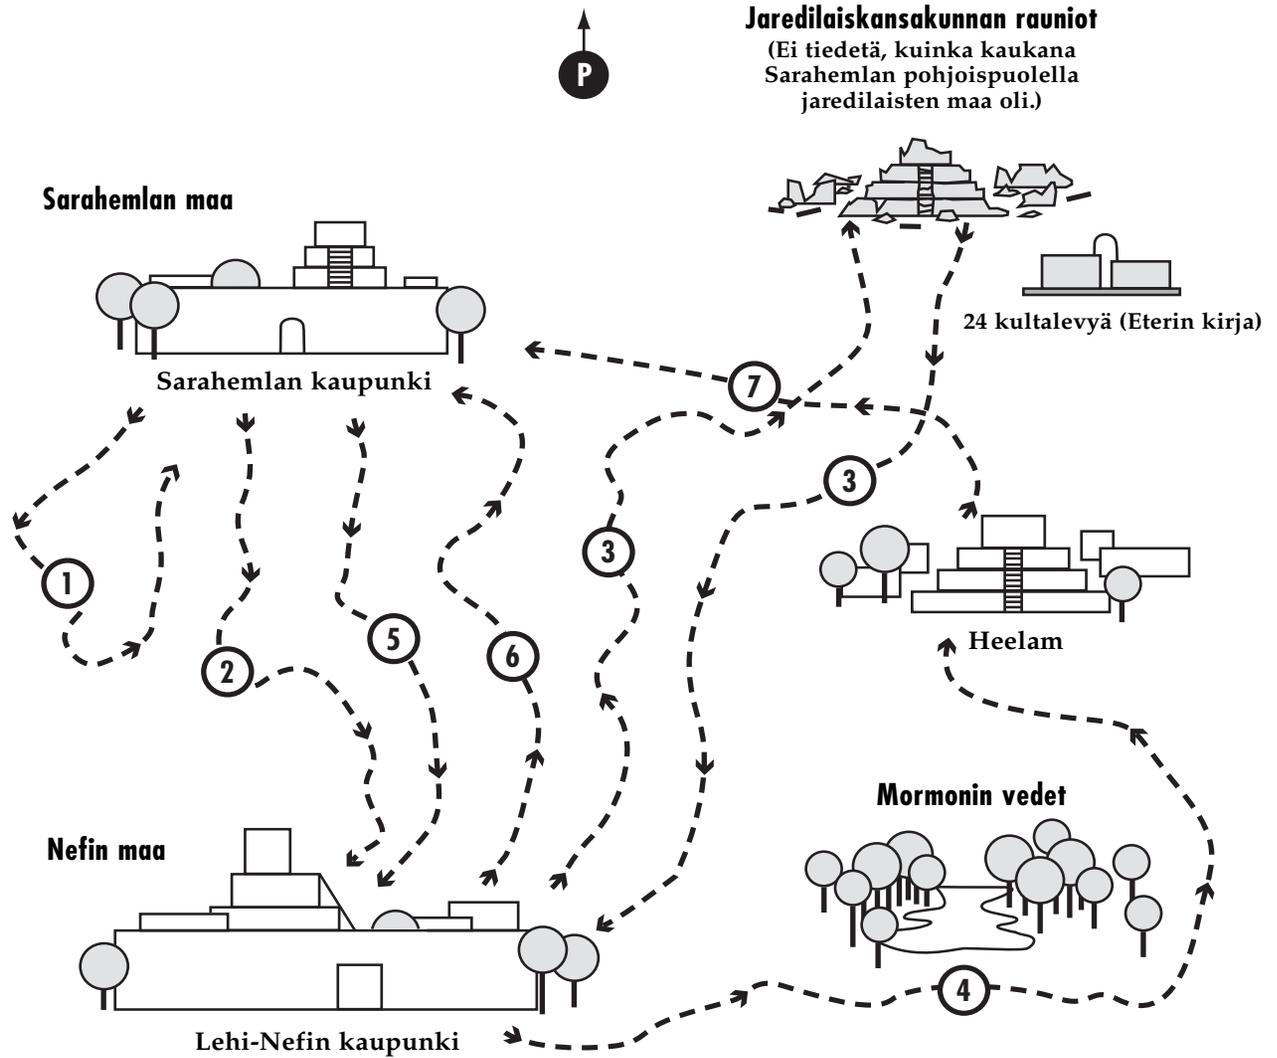 P
Jaredilaiskansakunnan rauniot
(Ei tiedetä, kuinka kaukana
Sarahemlan pohjoispuolella
jaredilaisten maa oli.)
Sarahemlan maa
24 kultalevyä (Eterin kirja)
Sarahemlan kaupunki
7
3
3
1
5
6
2
Heelam
Mormonin vedet
Nefin maa
4
Lehi-Nefin kaupunki